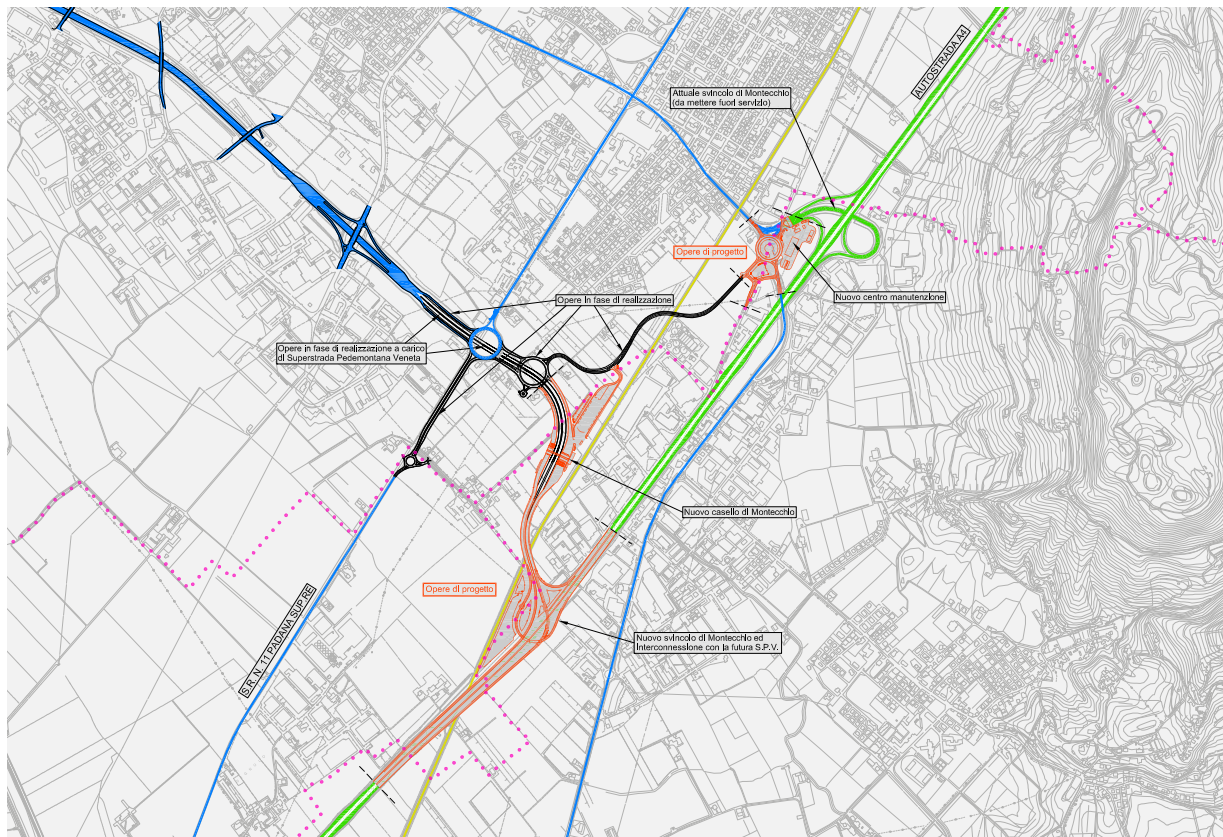 AUTOSTRADA A4
Attuale svincolo di Montecchio
(da mettere fuori servizio)
Opere di progetto
Nuovo centro manutenzione
Opere in fase di realizzazione
Opere in fase di realizzazione a carico
di Superstrada Pedemontana Veneta
Nuovo casello di Montecchio
Opere di progetto
Nuovo svincolo di Montecchio ed
interconnessione con la futura S.P.V.
S.R. N. 11 PADANA SUP.RE